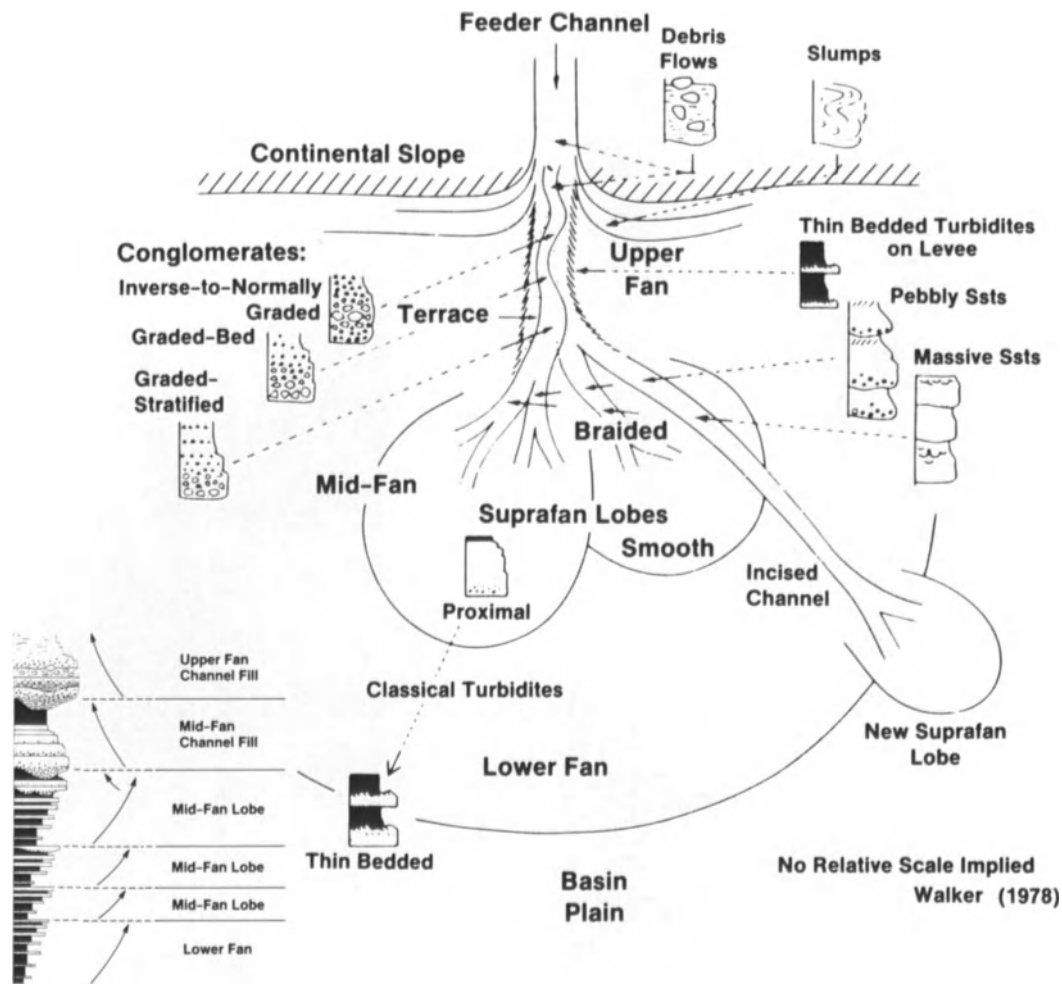 Feeder Channel
Debris
Flows
Slumps
Continental Slope
Conglomerates:
Inverse-to-Normally
Graded
Graded-Bed
Graded-
Stratified
Terrace
Upper
Fan
Thin Bedded Turbidites
on Levee
Pebbly Ssts
Massive Ssts
Braided
Mid-Fan
Suprafan Lobes
Smooth
Proximal
Incised
Channel
Classical Turbidites
New Suprafan
Lobe
Lower Fan
Thin Bedded
Basin
Plain
No Relative Scale Implied
Walker (1978)
Upper Fan
Channel Fill
Mid-Fan
Channel Fill
Mid-Fan Lobe
Mid-Fan Lobe
Mid-Fan Lobe
Lower Fan